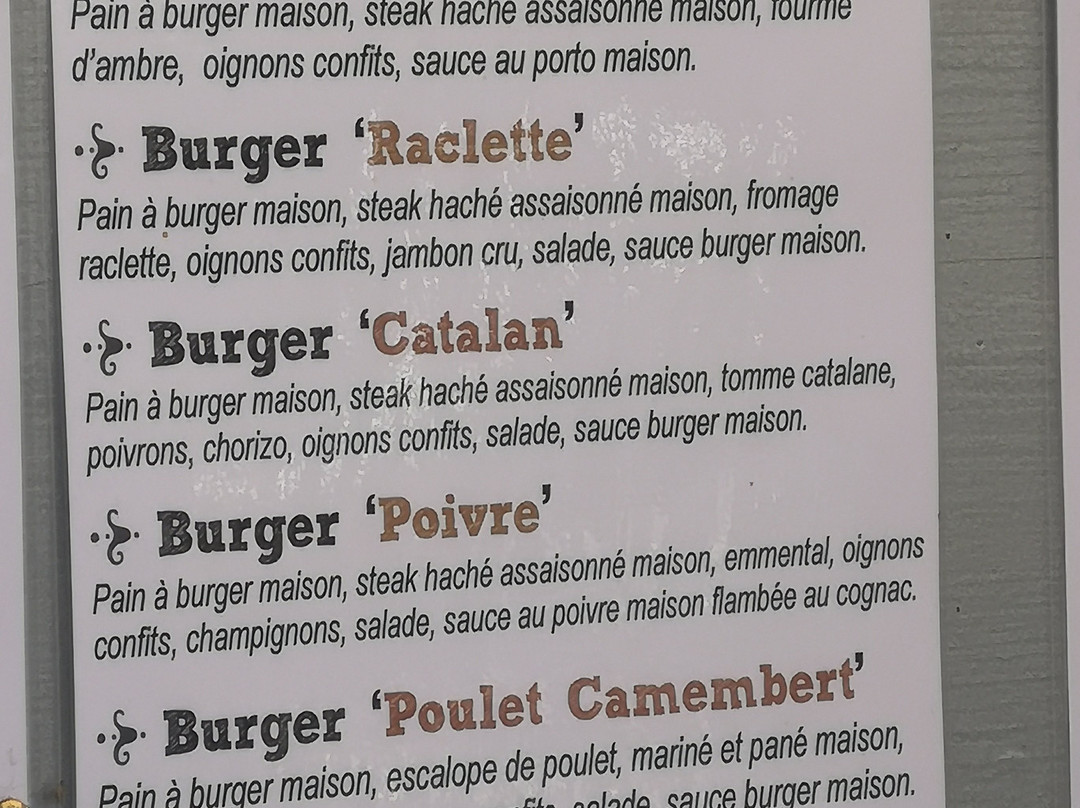 Pain à burger maison, steak haché assaisonné maison, fourme
d'ambre, oignons confits, sauce au porto maison.
Burger ‘Raclette’
Pain à burger maison, steak haché assaisonné maison, fromage
raclette, oignons confits, jambon cru, salade, sauce burger maison.
Burger ‘Catalan’
Pain à burger maison, steak haché assaisonné maison, tomme catalane,
poivrons, chorizo, oignons confits, salade, sauce burger maison.
Burger ‘Poivre’
Pain à burger maison, steak haché assaisonné maison, emmental, oignons
confits, champignons, salade, sauce au poivre maison flambée au cognac.
Burger ‘Poulet Camembert’
Pain à burger maison, escalope de poulet, mariné et pané maison,
salade, sauce burger maison.